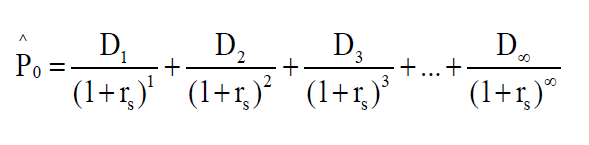 P̂₀ = D₁/(1+rₛ)¹ + D₂/(1+rₛ)² + D₃/(1+rₛ)³ + ... + D∞/(1+rₛ)^∞